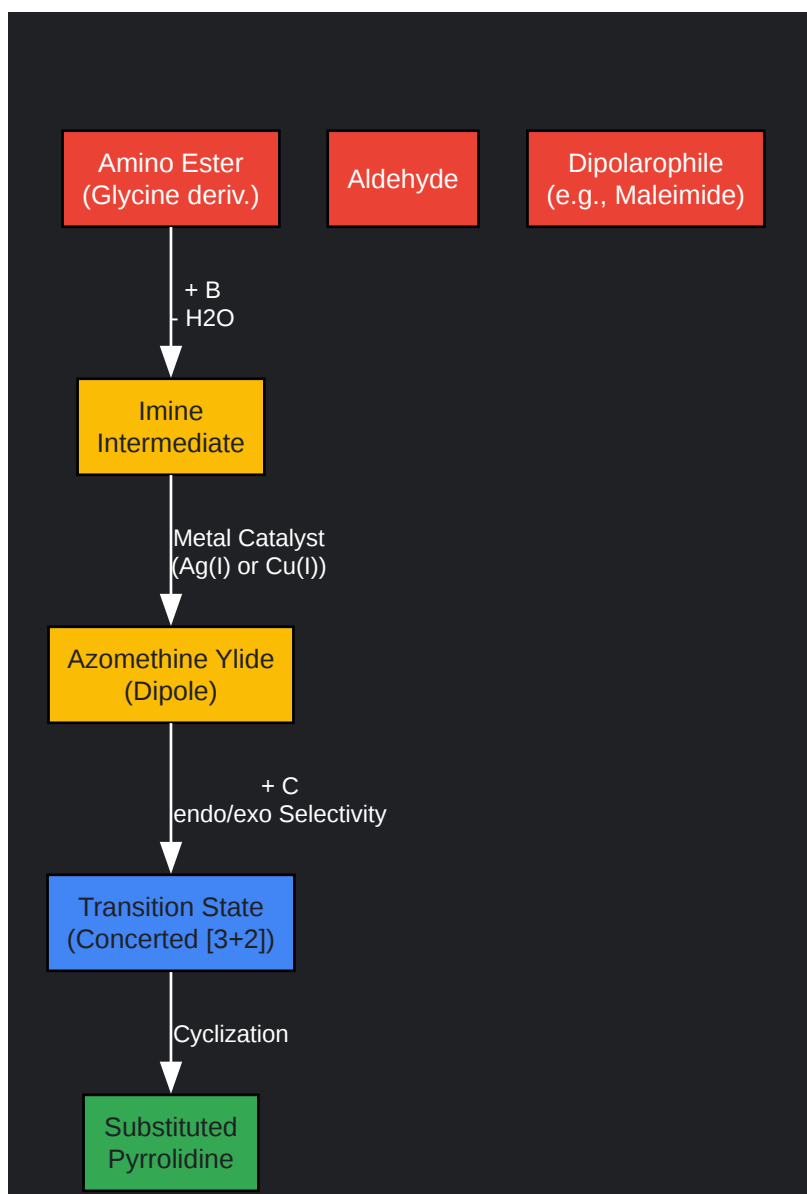 Amino Ester
(Glycine deriv.)
Aldehyde
Dipolarophile
(e.g., Maleimide)
+ B
- H2O
Imine
Intermediate
Metal Catalyst
(Ag(I) or Cu(I))
Azomethine Ylide
(Dipole)
+ C
endo/exo Selectivity
Transition State
(Concerted [3+2])
Cyclization
Substituted
Pyrrolidine